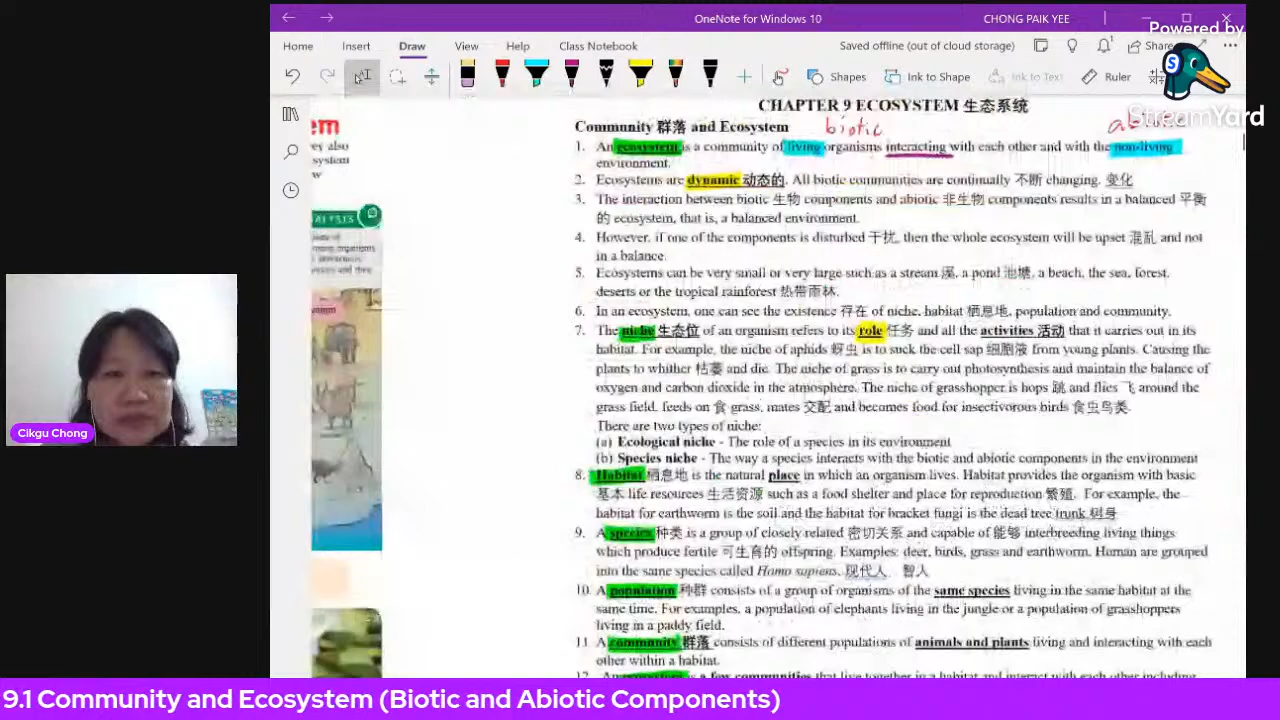 OneNote for Windows 10
CHONG PAIK YEE
Powered by
StreamYard
Home Insert Draw View Help Class Notebook
Saved offline (out of cloud storage)
Share
Shapes Ink to Shape Ink to Text Ruler
CHAPTER 9 ECOSYSTEM 生态系统
Community 群落 and Ecosystem
biotic
1. An ecosystem is a community of living organisms interacting with each other and with the non-living
environment.
2. Ecosystems are dynamic 动态的. All biotic communities are continually 不断 changing. 变化
3. The interaction between biotic 生物 components and abiotic 非生物 components results in a balanced 平衡
的 ecosystem, that is, a balanced environment.
4. However, if one of the components is disturbed 干扰, then the whole ecosystem will be upset 混乱 and not
in a balance.
5. Ecosystems can be very small or very large such as a stream 溪, a pond 池塘, a beach, the sea, forest,
deserts or the tropical rainforest 热带雨林.
6. In an ecosystem, one can see the existence 存在 of niche, habitat 栖息地, population and community.
7. The niche 生态位 of an organism refers to its role 任务 and all the activities 活动 that it carries out in its
habitat. For example, the niche of aphids 蚜虫 is to suck the cell sap 细胞液 from young plants. Causing the
plants to whither 枯萎 and die. The niche of grass is to carry out photosynthesis and maintain the balance of
oxygen and carbon dioxide in the atmosphere. The niche of grasshopper is hops 跳 and flies 飞 around the
grass field, feeds on 食 grass, mates 交配 and becomes food for insectivorous birds 食虫鸟类.
There are two types of niche:
(a) Ecological niche - The role of a species in its environment
(b) Species niche - The way a species interacts with the biotic and abiotic components in the environment
8. Habitat 栖息地 is the natural place in which an organism lives. Habitat provides the organism with basic
基本 life resources 生活资源 such as a food shelter and place for reproduction 繁殖. For example, the
habitat for earthworm is the soil and the habitat for bracket fungi is the dead tree trunk 树身
9. A species 种类 is a group of closely related 密切关系 and capable of 能够 interbreeding living things
which produce fertile 可生育的 offspring. Examples: deer, birds, grass and earthworm. Human are grouped
into the same species called Homo sapiens. 现代人, 智人
10. A population 种群 consists of a group of organisms of the same species living in the same habitat at the
same time. For examples, a population of elephants living in the jungle or a population of grasshoppers
living in a paddy field.
11. A community 群落 consists of different populations of animals and plants living and interacting with each
other within a habitat.
12. An ecosystem is a few communities that live together in a habitat and interact with each other including
Cikgu Chong
9.1 Community and Ecosystem (Biotic and Abiotic Components)